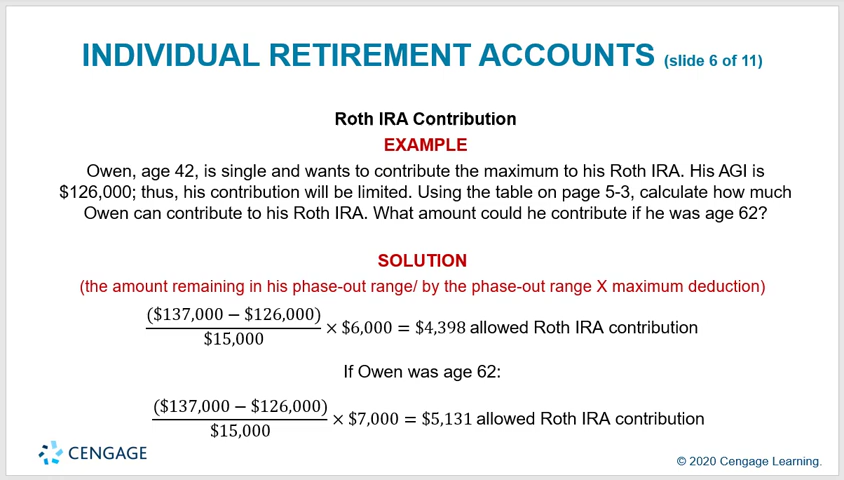 INDIVIDUAL RETIREMENT ACCOUNTS (slide 6 of 11)
Roth IRA Contribution
EXAMPLE
Owen, age 42, is single and wants to contribute the maximum to his Roth IRA. His AGI is
$126,000; thus, his contribution will be limited. Using the table on page 5-3, calculate how much
Owen can contribute to his Roth IRA. What amount could he contribute if he was age 62?
SOLUTION
(the amount remaining in his phase-out range/ by the phase-out range X maximum deduction)
($137,000 − $126,000)
$15,000
× $6,000 = $4,398 allowed Roth IRA contribution
If Owen was age 62:
($137,000 − $126,000)
$15,000
× $7,000 = $5,131 allowed Roth IRA contribution
CENGAGE
© 2020 Cengage Learning.